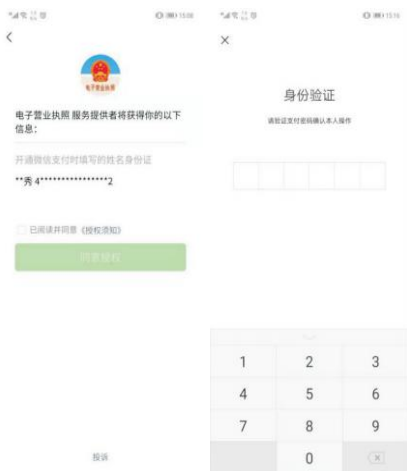 15:08
电子营业执照
电子营业执照 服务提供者将获得你的以下
信息：
开通微信支付时填写的姓名身份证
**秀 4****************2
已阅读并同意《授权须知》
同意授权
投诉
15:10
身份验证
请验证支付密码确认本人操作
1 2 3
4 5 6
7 8 9
0